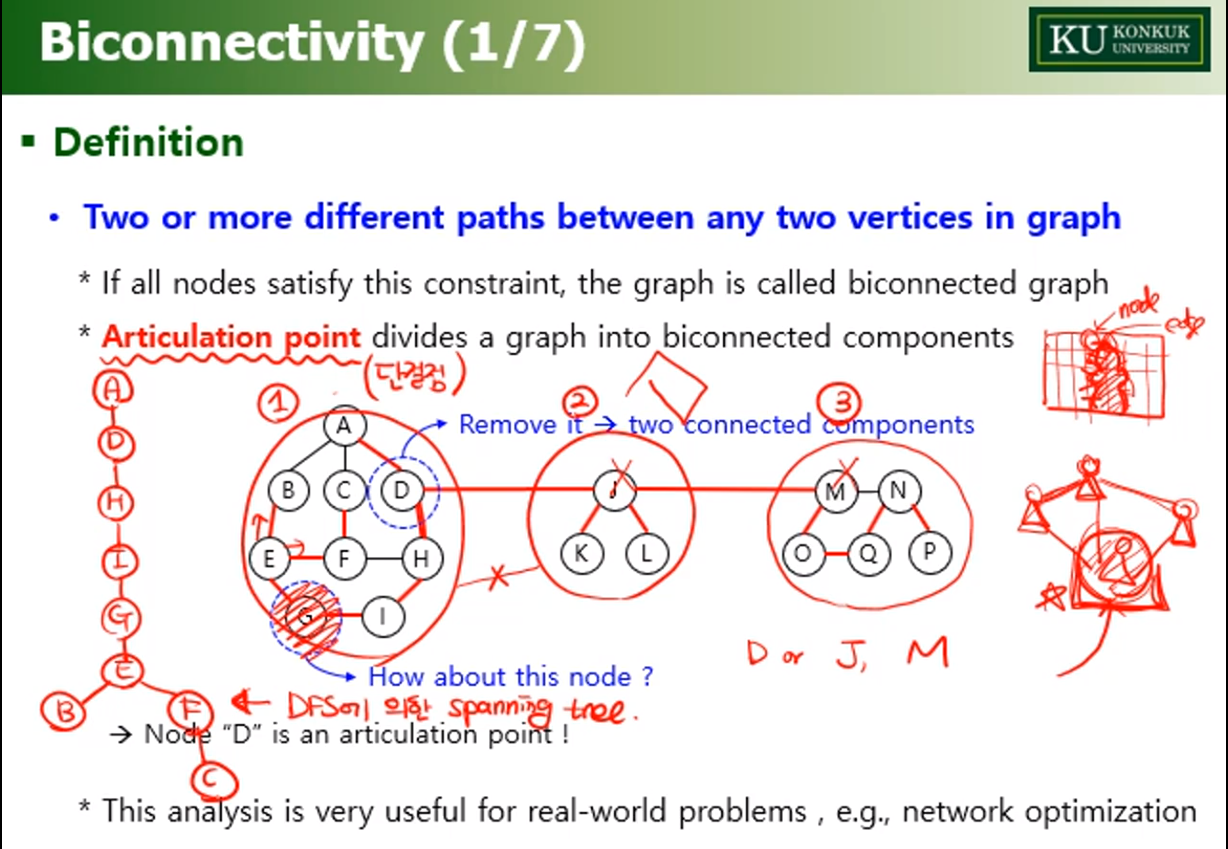 Biconnectivity (1/7)
KU KONKUK
UNIVERSITY
▪ Definition
• Two or more different paths between any two vertices in graph
* If all nodes satisfy this constraint, the graph is called biconnected graph
node
edge
* Articulation point divides a graph into biconnected components
(단절점)
① ② ③
Remove it → two connected components
A
B C D J M N
E F H K L O Q P
G I
A
D
H
I
G
E
B F
C
D or J, M
How about this node ?
← DFS에 의한 spanning tree.
→ Node “D” is an articulation point !
* This analysis is very useful for real-world problems , e.g., network optimization